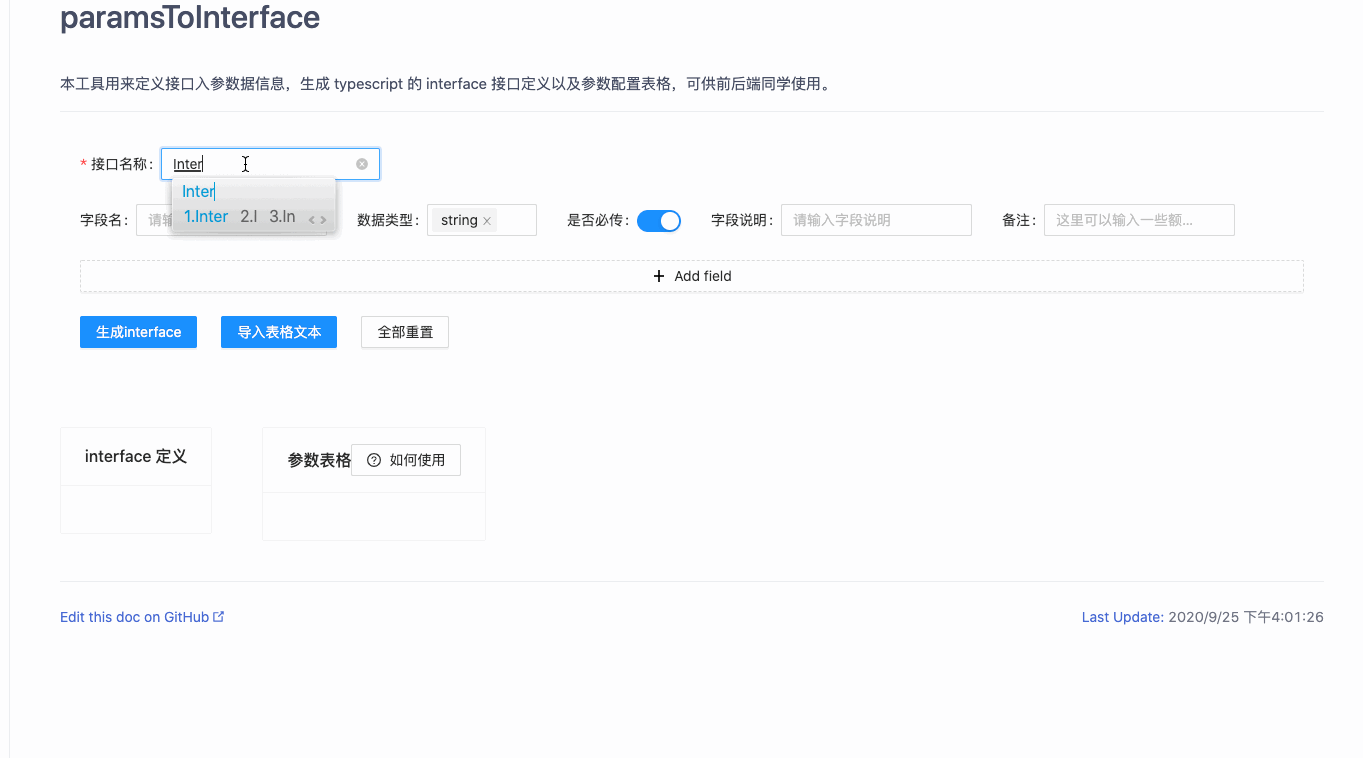 paramsToInterface
本工具用来定义接口入参数据信息，生成 typescript 的 interface 接口定义以及参数配置表格，可供前后端同学使用。
* 接口名称: Inter
Inter
1.Inter 2.I 3.In
字段名: 请 数据类型: string 是否必传: 字段说明: 请输入字段说明 备注: 这里可以输入一些额...
+ Add field
生成interface 导入表格文本 全部重置
interface 定义 参数表格 如何使用
Edit this doc on GitHub Last Update: 2020/9/25 下午4:01:26